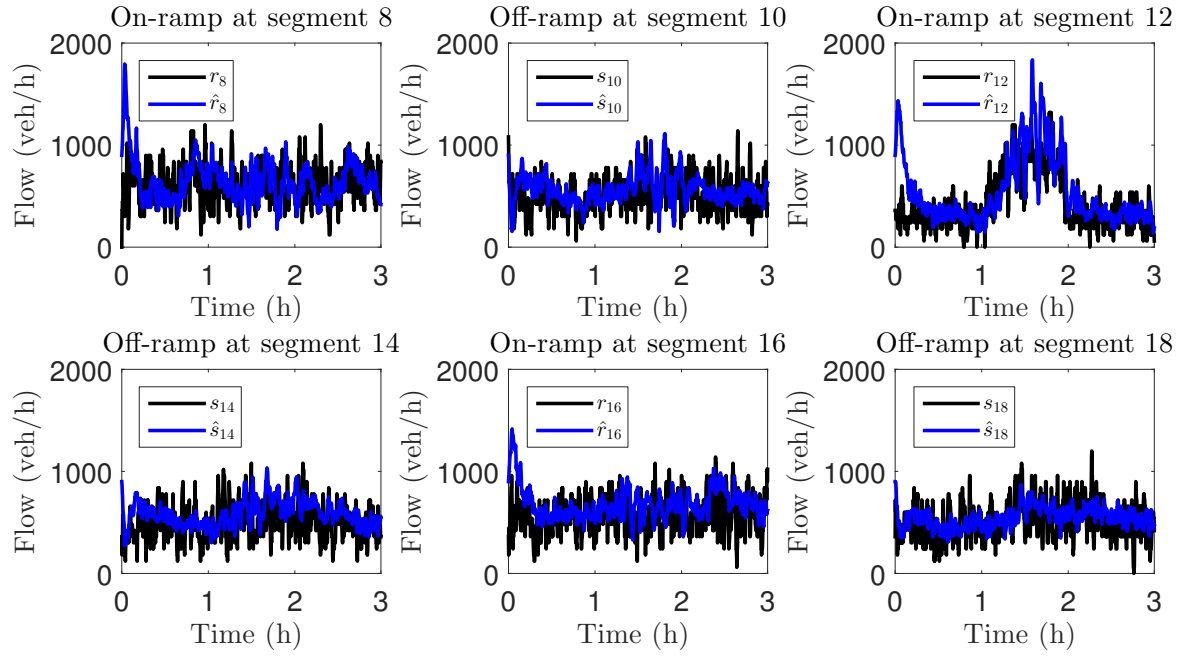 On-ramp at segment 8
Off-ramp at segment 10
On-ramp at segment 12
2000
1000
0
Flow (veh/h)
r₈
r̂₈
0 1 2 3
Time (h)
2000
1000
0
Flow (veh/h)
s₁₀
ŝ₁₀
0 1 2 3
Time (h)
2000
1000
0
Flow (veh/h)
r₁₂
r̂₁₂
0 1 2 3
Time (h)
Off-ramp at segment 14
On-ramp at segment 16
Off-ramp at segment 18
2000
1000
0
Flow (veh/h)
s₁₄
ŝ₁₄
0 1 2 3
Time (h)
2000
1000
0
Flow (veh/h)
r₁₆
r̂₁₆
0 1 2 3
Time (h)
2000
1000
0
Flow (veh/h)
s₁₈
ŝ₁₈
0 1 2 3
Time (h)